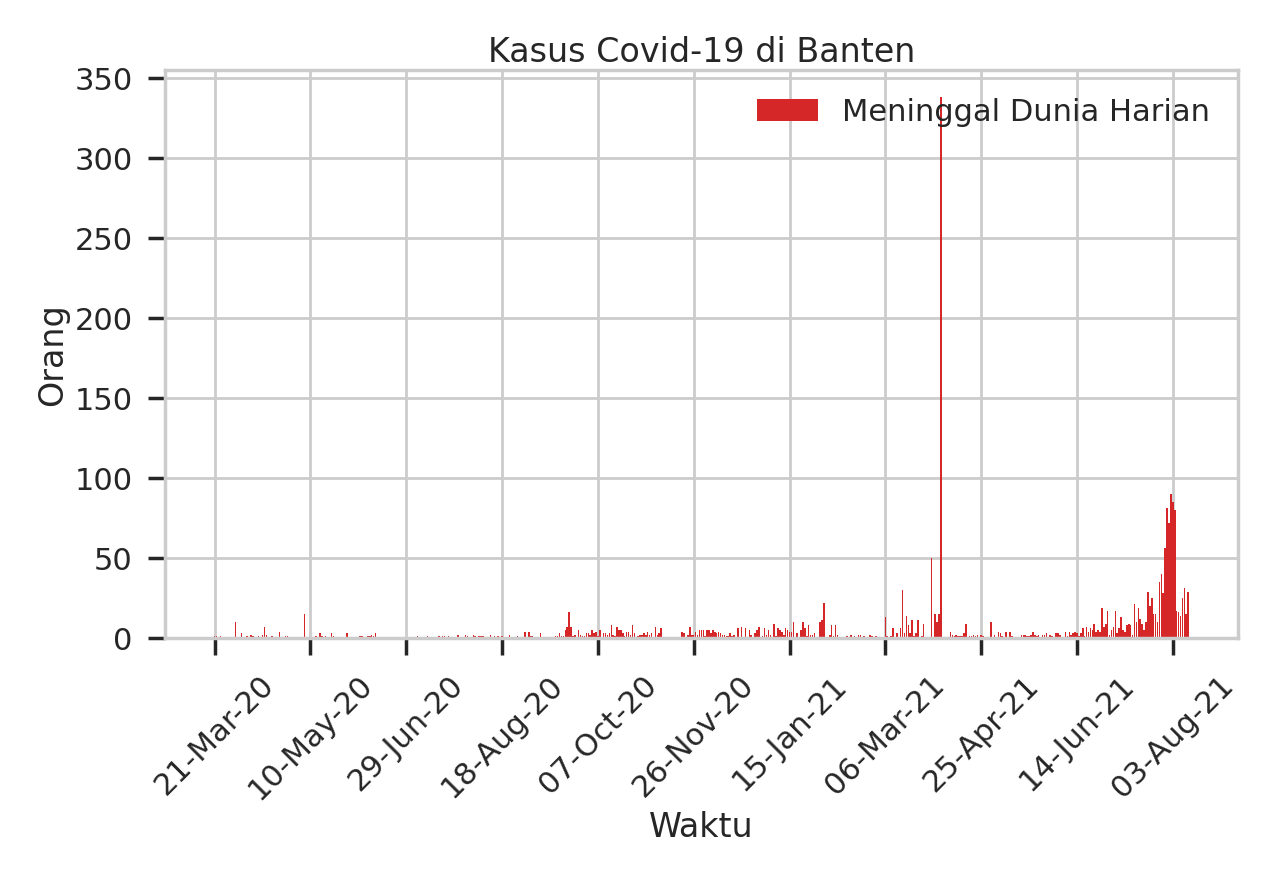 Kasus Covid-19 di Banten
Meninggal Dunia Harian
Orang
350
300
250
200
150
100
50
0
21-Mar-20
10-May-20
29-Jun-20
18-Aug-20
07-Oct-20
26-Nov-20
15-Jan-21
06-Mar-21
25-Apr-21
14-Jun-21
03-Aug-21
Waktu